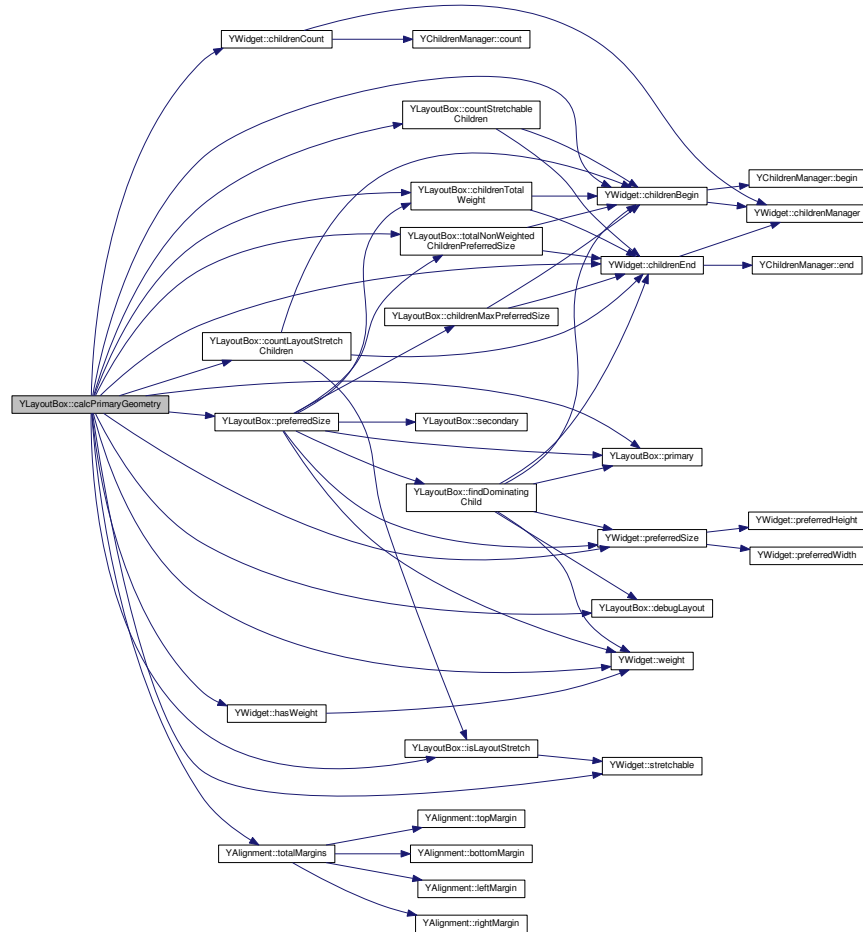 YWidget::childrenCount
YChildrenManager::count
YLayoutBox::countStretchable
Children
YLayoutBox::childrenTotal
Weight
YWidget::childrenBegin
YChildrenManager::begin
YWidget::childrenManager
YLayoutBox::totalNonWeighted
ChildrenPreferredSize
YWidget::childrenEnd
YChildrenManager::end
YLayoutBox::childrenMaxPreferredSize
YLayoutBox::countLayoutStretch
Children
YLayoutBox::calcPrimaryGeometry
YLayoutBox::preferredSize
YLayoutBox::secondary
YLayoutBox::primary
YLayoutBox::findDominating
Child
YWidget::preferredSize
YWidget::preferredHeight
YWidget::preferredWidth
YLayoutBox::debugLayout
YWidget::weight
YWidget::hasWeight
YLayoutBox::isLayoutStretch
YWidget::stretchable
YAlignment::totalMargins
YAlignment::topMargin
YAlignment::bottomMargin
YAlignment::leftMargin
YAlignment::rightMargin